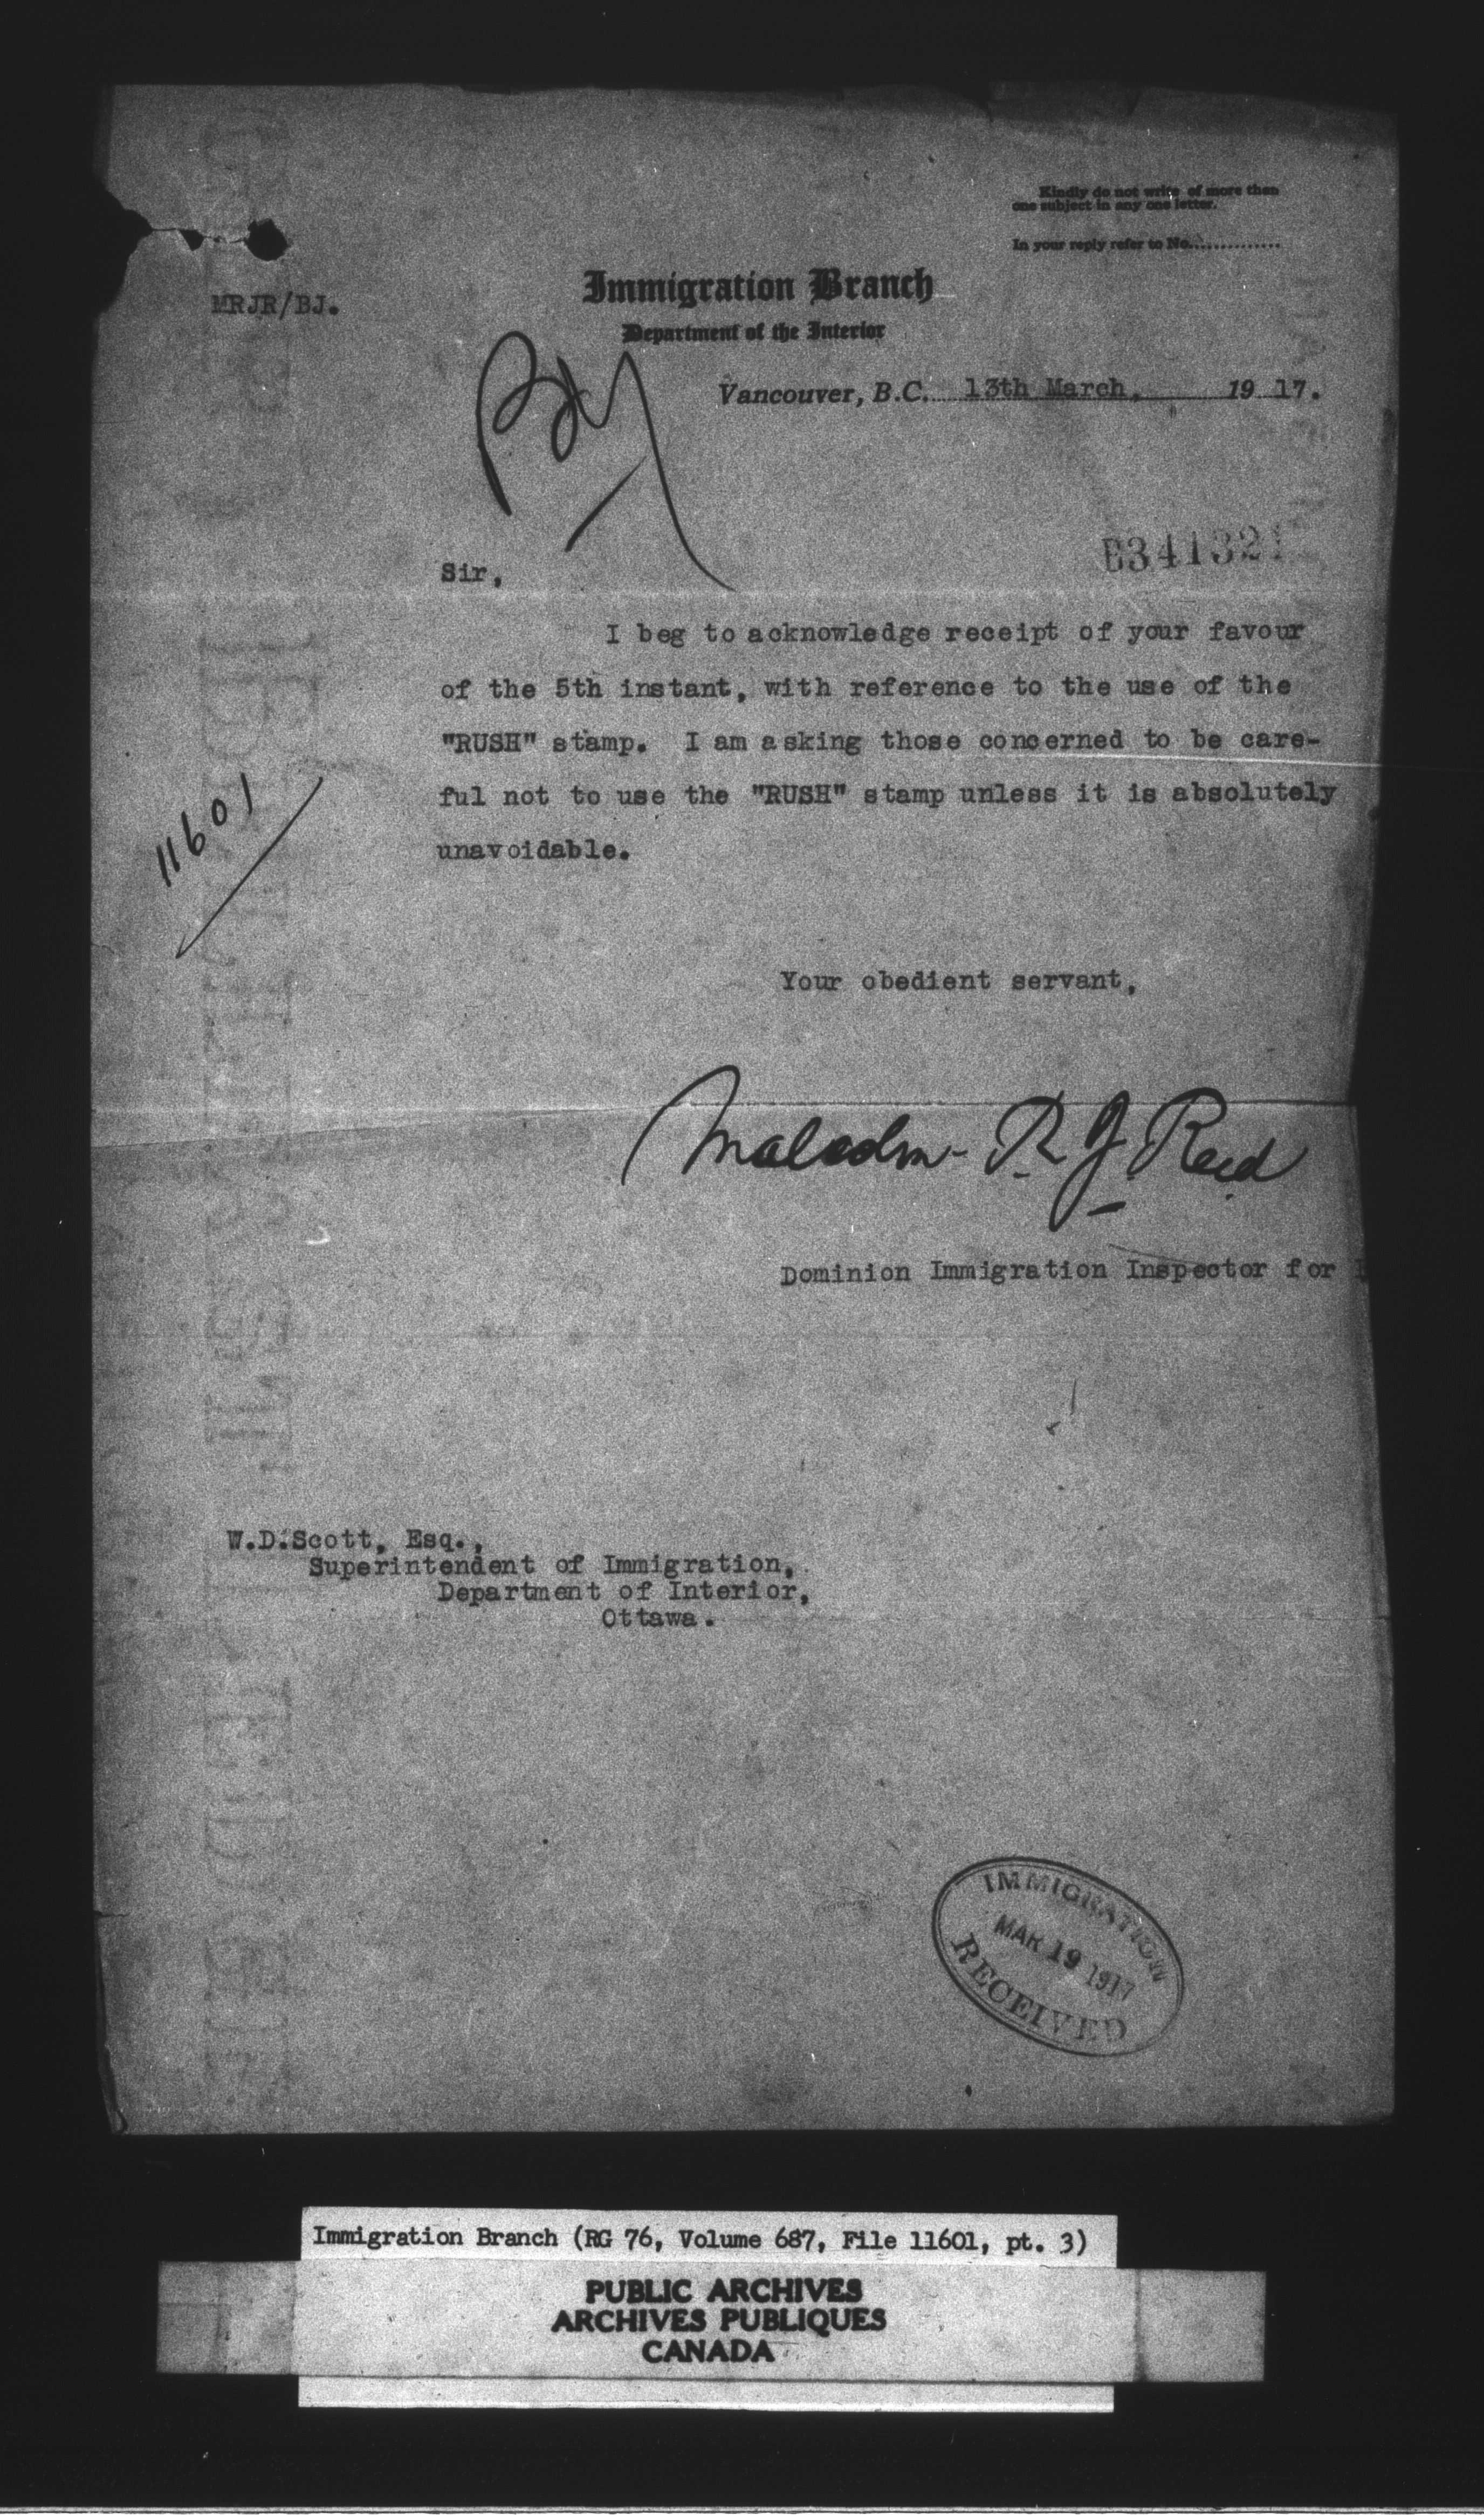 Kindly do not write of more than
one subject in any one letter.
In your reply refer to No..............
MRJR/BJ.
Immigration Branch
Department of the Interior
Vancouver, B.C. 13th March, 1917.
E341321
Sir,
I beg to acknowledge receipt of your favour
of the 5th instant, with reference to the use of the
"RUSH" stamp. I am asking those concerned to be care-
ful not to use the "RUSH" stamp unless it is absolutely
unavoidable.
11601
Your obedient servant,
Malcolm R J Reid
Dominion Immigration Inspector for
W.D.Scott, Esq.,
Superintendent of Immigration,
Department of Interior,
Ottawa.
IMMIGRATION
MAR 19 1917
RECEIVED
Immigration Branch (RG 76, Volume 687, File 11601, pt. 3)
PUBLIC ARCHIVES
ARCHIVES PUBLIQUES
CANADA